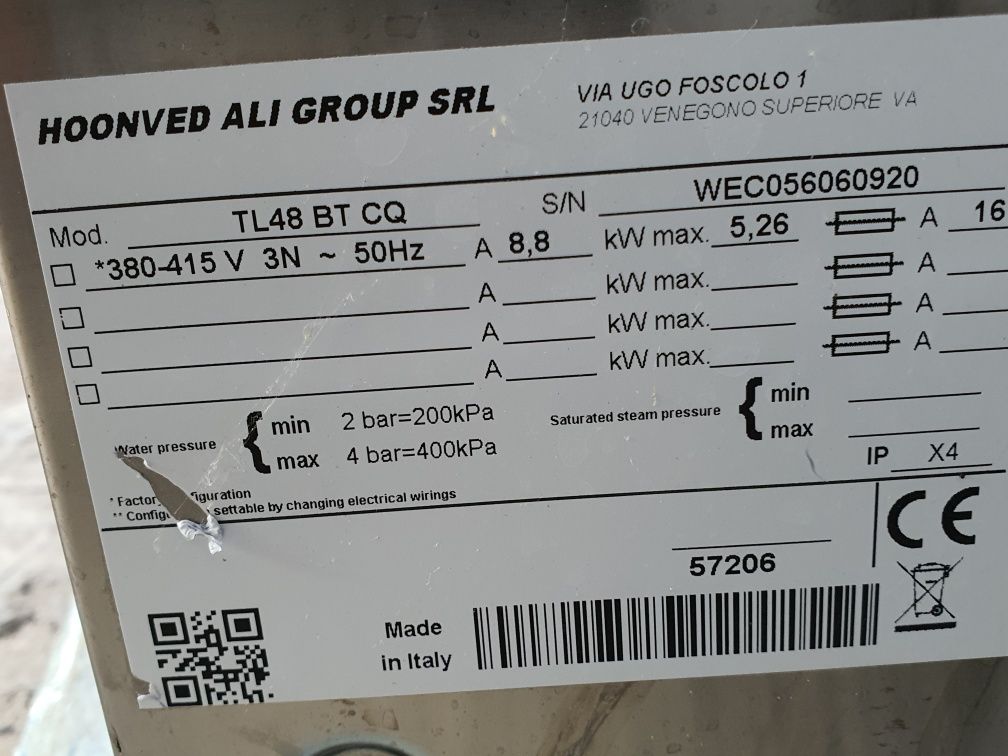 HOONVED ALI GROUP SRL
VIA UGO FOSCOLO 1
21040 VENEGONO SUPERIORE VA
Mod. TL48 BT CQ S/N WEC056060920
*380-415 V 3N ~ 50Hz A 8,8 kW max. 5,26 A 16
A kW max. A
A kW max. A
A kW max. A
Water pressure { min 2 bar=200kPa
max 4 bar=400kPa
Saturated steam pressure { min
max
IP X4
* Factor figuration
** Config settable by changing electrical wirings
CE
57206
Made
in Italy